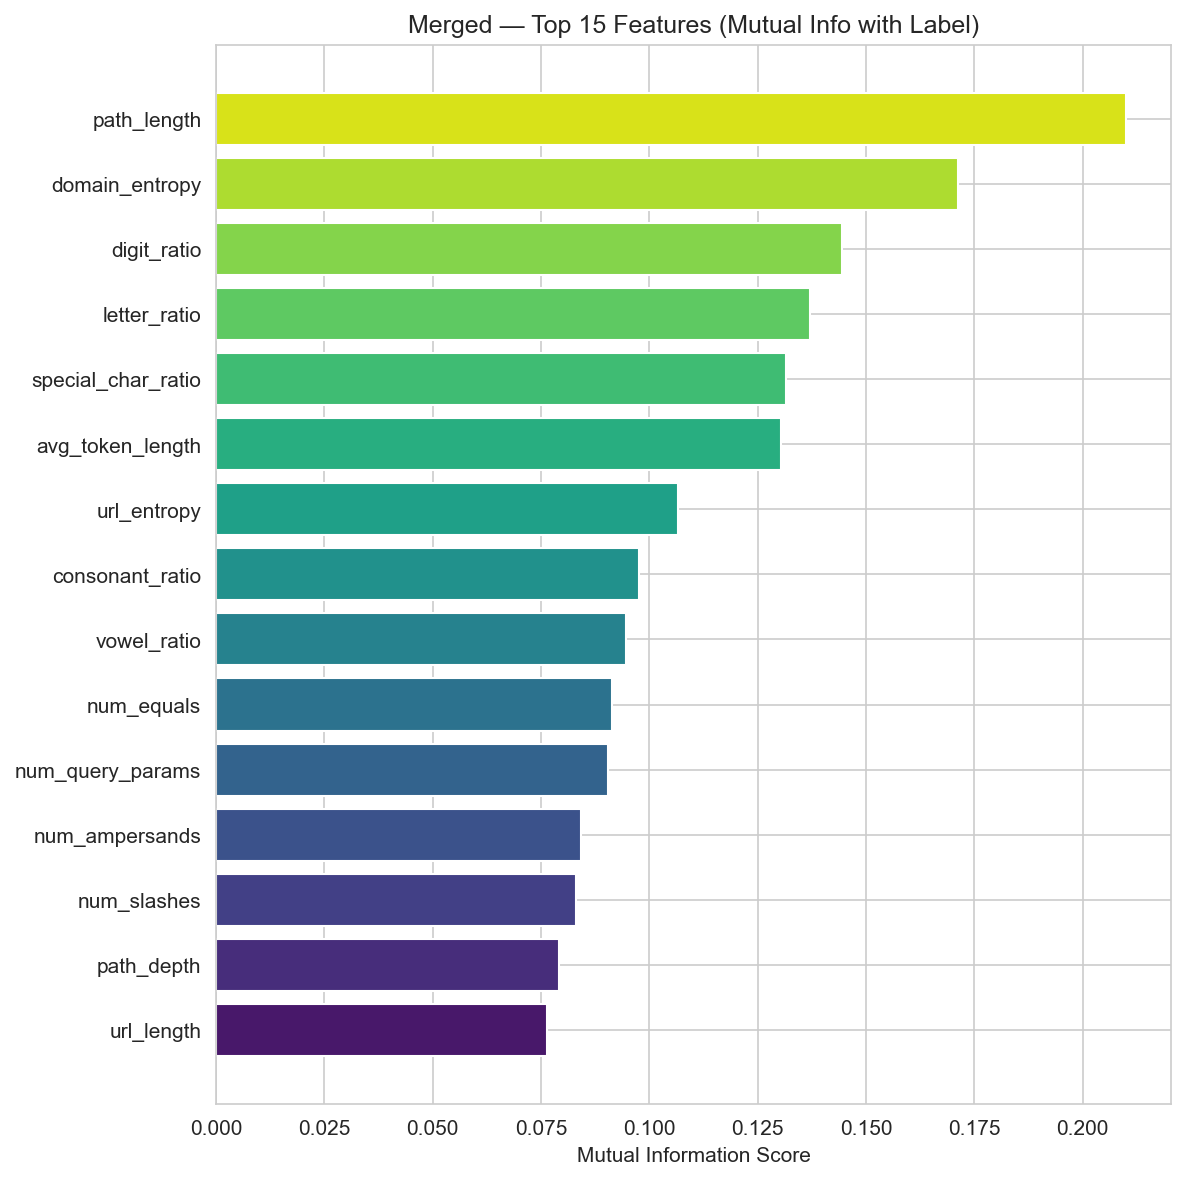 Merged — Top 15 Features (Mutual Info with Label)
path_length
domain_entropy
digit_ratio
letter_ratio
special_char_ratio
avg_token_length
url_entropy
consonant_ratio
vowel_ratio
num_equals
num_query_params
num_ampersands
num_slashes
path_depth
url_length
0.000 0.025 0.050 0.075 0.100 0.125 0.150 0.175 0.200
Mutual Information Score